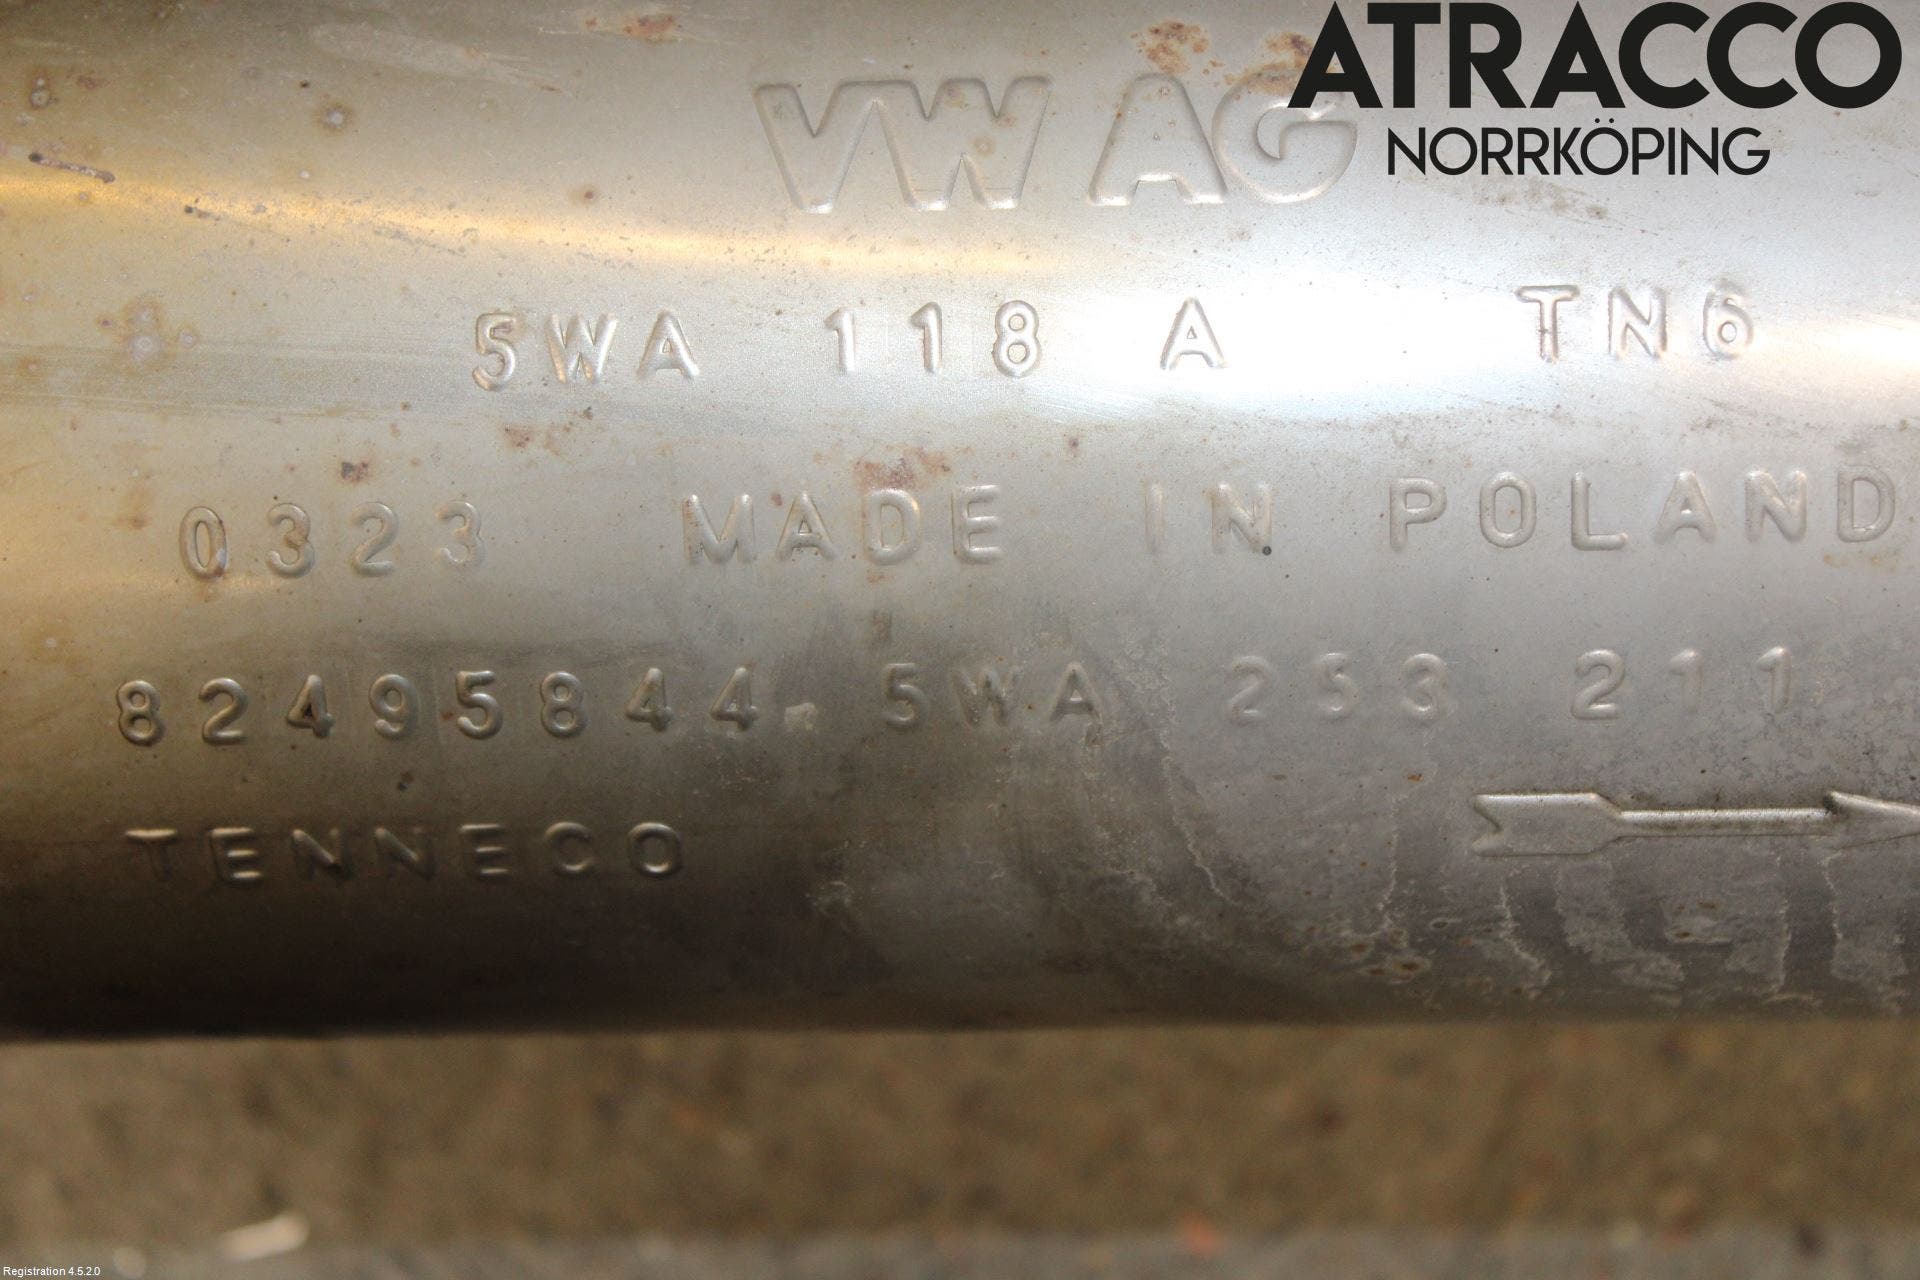 ATRACCO
NORRKÖPING
VW AG
5WA 118 A TN6
0323 MADE IN POLAND
82495844 5WA 253 211
TENNECO
Registration 4.5.2.0